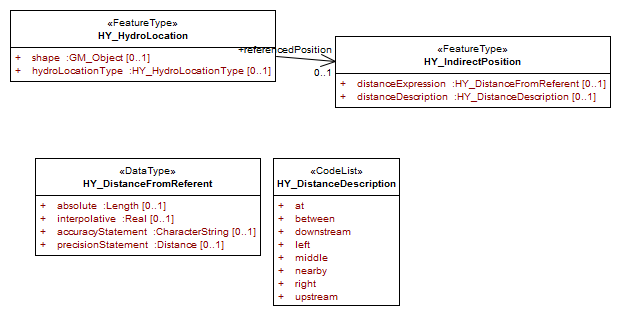 «FeatureType»
HY_HydroLocation
+ shape :GM_Object [0..1]
+ hydroLocationType :HY_HydroLocationType [0..1]
+referencedPosition
0..1
«FeatureType»
HY_IndirectPosition
+ distanceExpression :HY_DistanceFromReferent [0..1]
+ distanceDescription :HY_DistanceDescription [0..1]
«DataType»
HY_DistanceFromReferent
+ absolute :Length [0..1]
+ interpolative :Real [0..1]
+ accuracyStatement :CharacterString [0..1]
+ precisionStatement :Distance [0..1]
«CodeList»
HY_DistanceDescription
+ at
+ between
+ downstream
+ left
+ middle
+ nearby
+ right
+ upstream